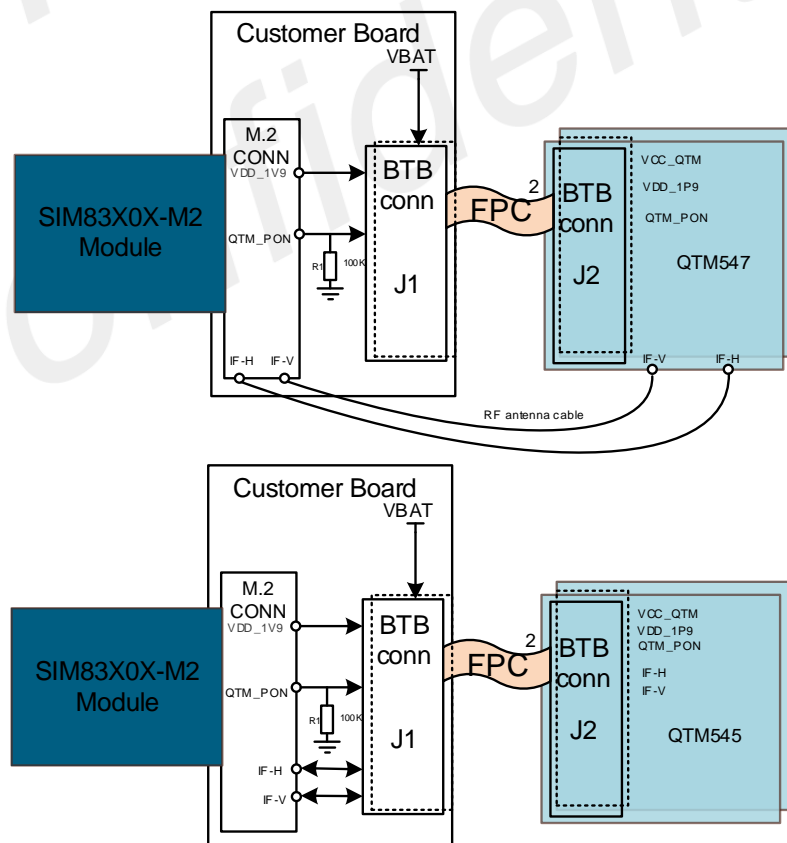 Customer Board
VBAT
M.2
CONN
VDD_1V9
QTM_PON
R1
100K
IF-H
IF-V
SIM83X0X-M2
Module
BTB
conn
J1
FPC
2
BTB
conn
J2
VCC_QTM
VDD_1P9
QTM_PON
QTM547
IF-V
IF-H
RF antenna cable
Customer Board
VBAT
M.2
CONN
VDD_1V9
QTM_PON
R1
100K
IF-H
IF-V
SIM83X0X-M2
Module
BTB
conn
J1
FPC
2
BTB
conn
J2
VCC_QTM
VDD_1P9
QTM_PON
IF-H
IF-V
QTM545